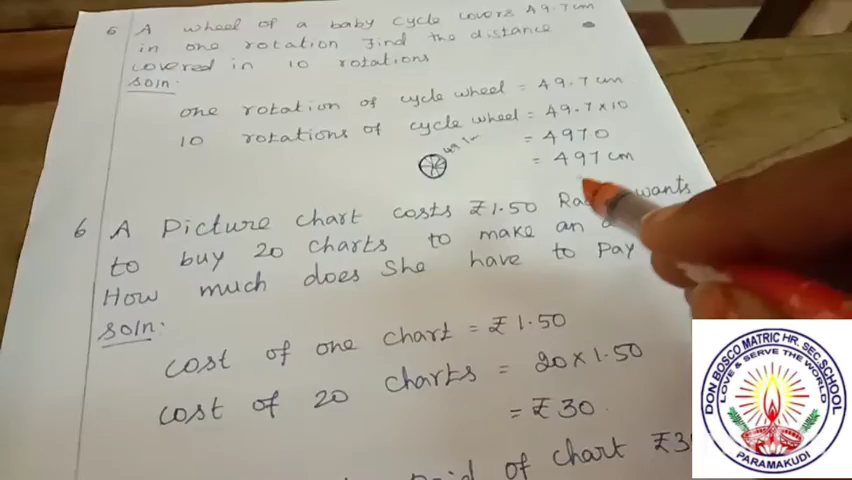 6 A wheel of a baby cycle covers 49.7 cm
in one rotation Find the distance
covered in 10 rotations
Soln:
one rotation of cycle wheel = 49.7 cm
10 rotations of cycle wheel = 49.7 x 10
= 4970
= 497 cm
6 A Picture chart costs ₹1.50 wants
to buy 20 charts to make an
How much does She have to Pay
Soln:
cost of one chart = ₹1.50
cost of 20 charts = 20 x 1.50
= ₹30.
of chart
DON BOSCO MATRIC HR. SEC SCHOOL
LOVE & SERVE THE WORLD
PARAMAKUDI